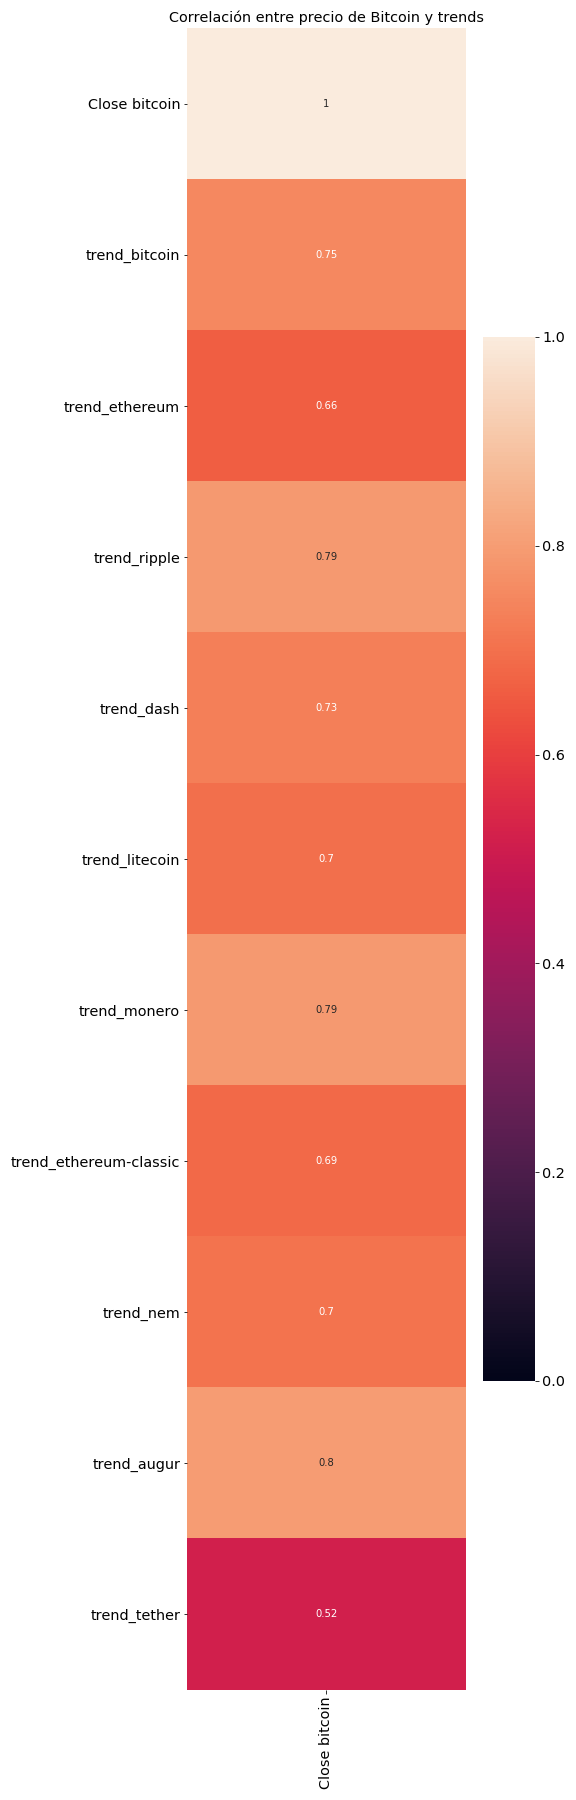 Correlación entre precio de Bitcoin y trends
Close bitcoin
1
trend_bitcoin
0.75
trend_ethereum
0.66
trend_ripple
0.79
trend_dash
0.73
trend_litecoin
0.7
trend_monero
0.79
trend_ethereum-classic
0.69
trend_nem
0.7
trend_augur
0.8
trend_tether
0.52
Close bitcoin
1.0
0.8
0.6
0.4
0.2
0.0